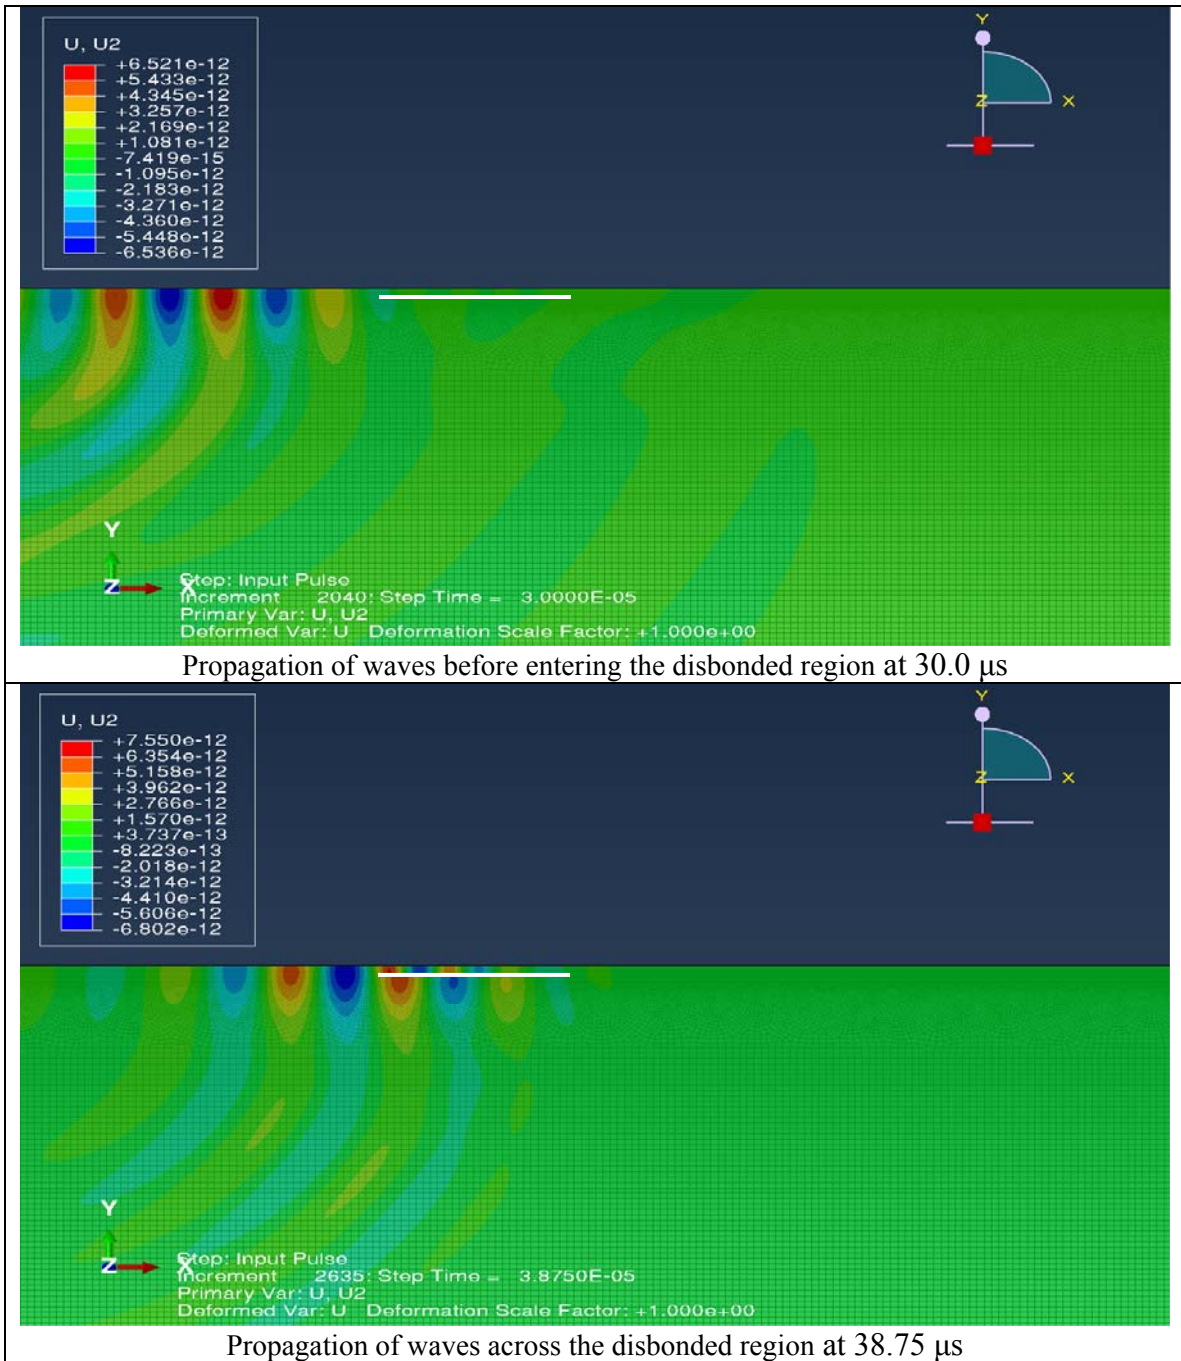 U, U2
+6.521e-12
+5.433e-12
+4.345e-12
+3.257e-12
+2.169e-12
+1.081e-12
-7.419e-15
-1.095e-12
-2.183e-12
-3.271e-12
-4.360e-12
-5.448e-12
-6.536e-12
Y
Z X
Y
Z X
Step: Input Pulse
Increment 2040: Step Time = 3.0000E-05
Primary Var: U, U2
Deformed Var: U Deformation Scale Factor: +1.000e+00
Propagation of waves before entering the disbonded region at 30.0 μs
U, U2
+7.550e-12
+6.354e-12
+5.158e-12
+3.962e-12
+2.766e-12
+1.570e-12
+3.737e-13
-8.223e-13
-2.018e-12
-3.214e-12
-4.410e-12
-5.606e-12
-6.802e-12
Y
Z X
Y
Z X
Step: Input Pulse
Increment 2635: Step Time = 3.8750E-05
Primary Var: U, U2
Deformed Var: U Deformation Scale Factor: +1.000e+00
Propagation of waves across the disbonded region at 38.75 μs